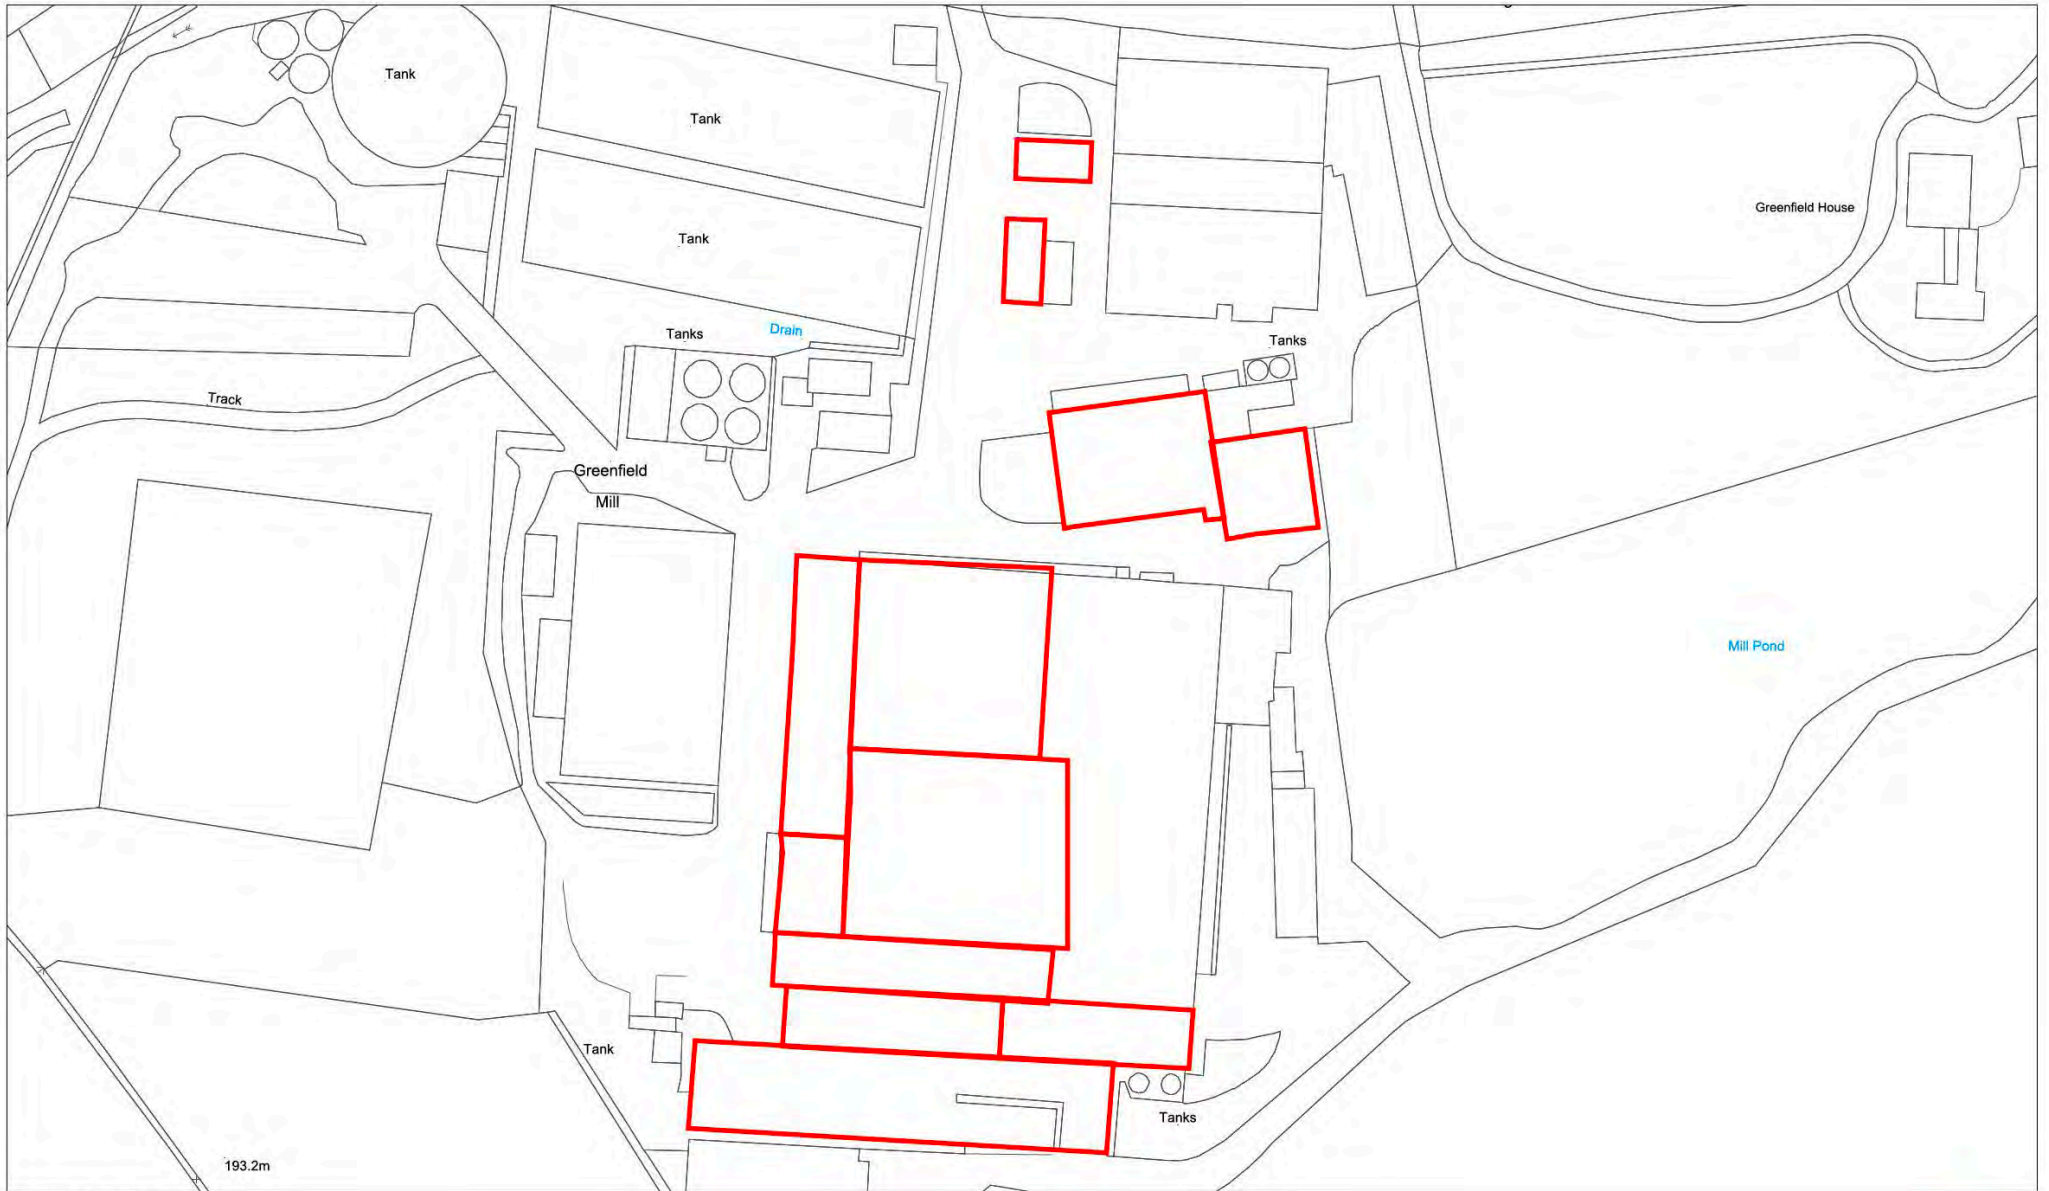 Tank
Tank
Greenfield House
Tank
Drain
Tanks
Tanks
Track
Greenfield
Mill
Mill Pond
Tank
Tanks
193.2m